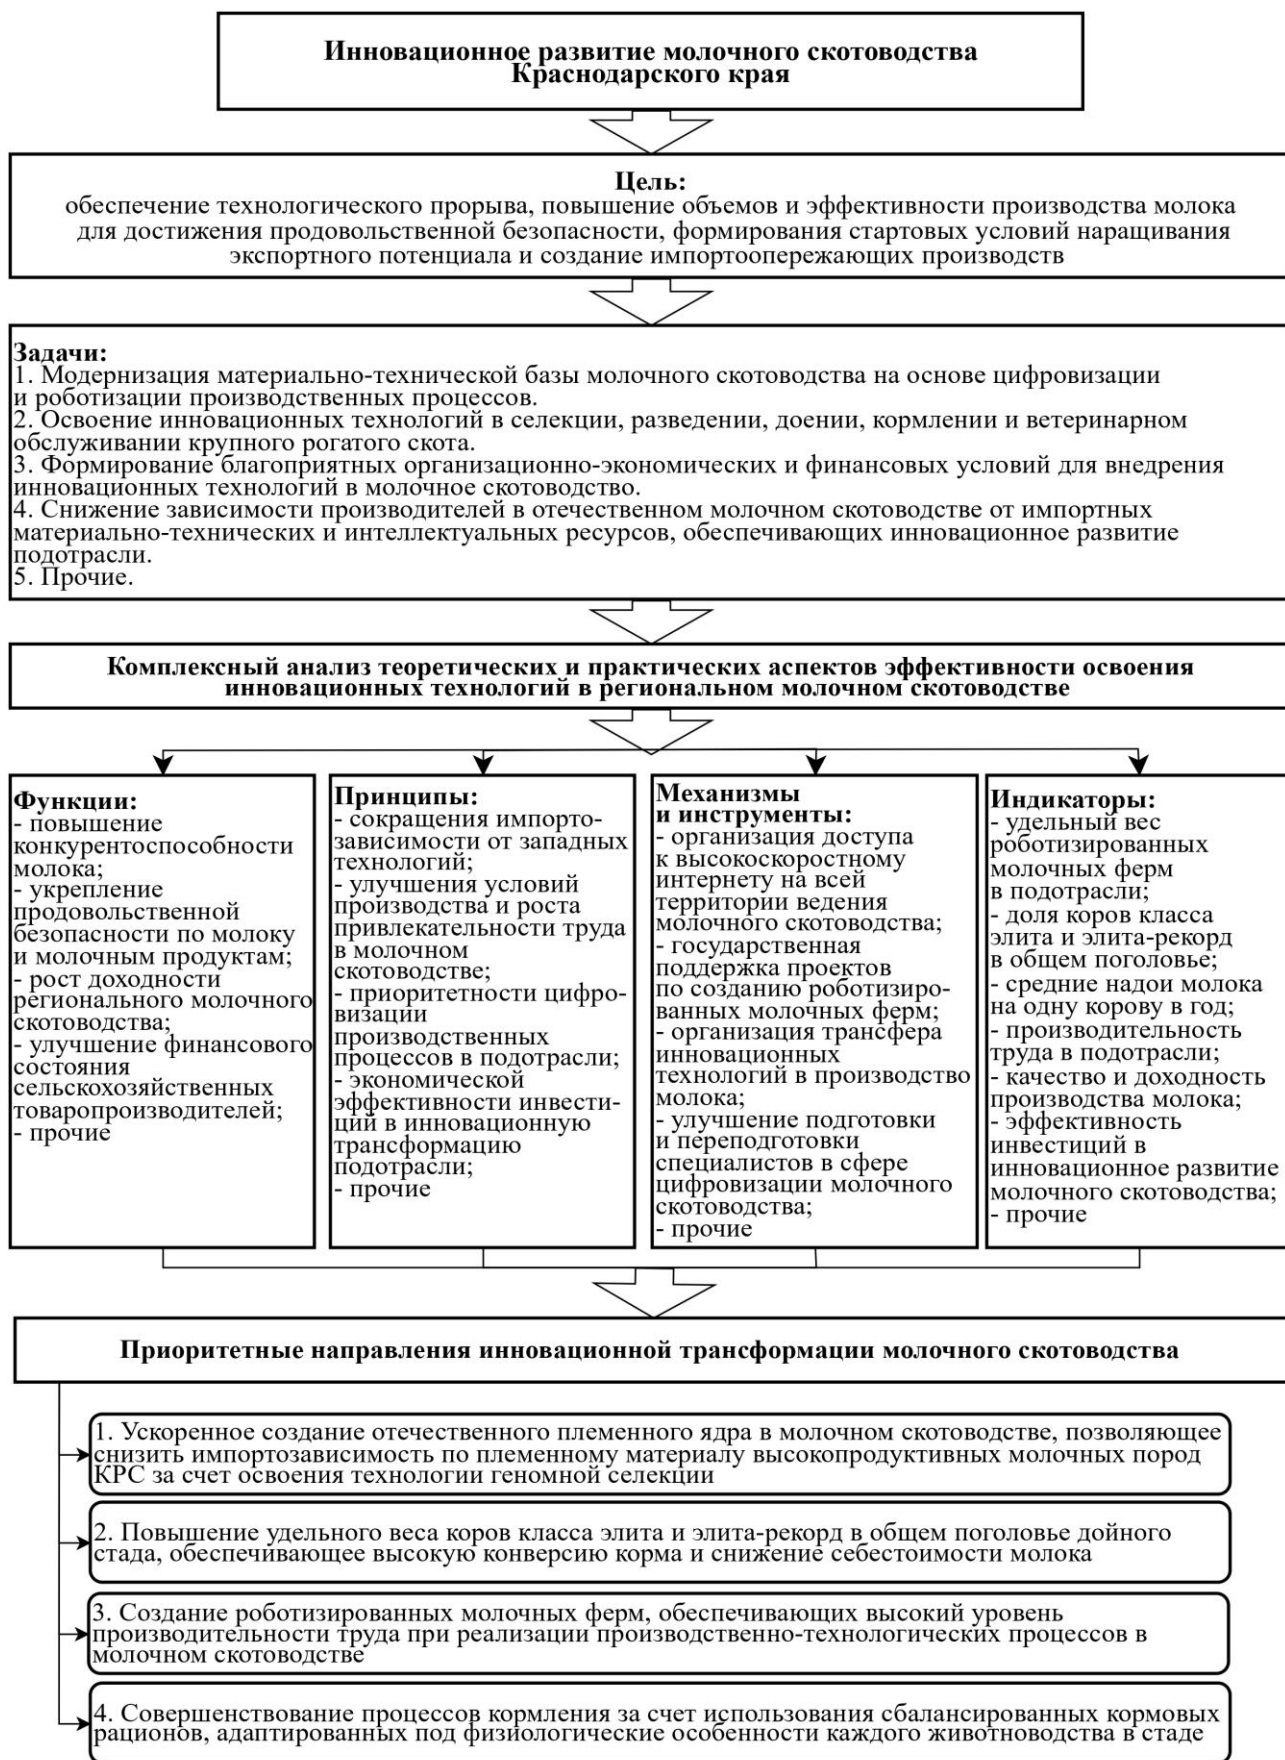 Инновационное развитие молочного скотоводства
Краснодарского края
Цель:
обеспечение технологического прорыва, повышение объемов и эффективности производства молока
для достижения продовольственной безопасности, формирования стартовых условий наращивания
экспортного потенциала и создание импортоопережающих производств
Задачи:
1. Модернизация материально-технической базы молочного скотоводства на основе цифровизации
и роботизации производственных процессов.
2. Освоение инновационных технологий в селекции, разведении, доении, кормлении и ветеринарном
обслуживании крупного рогатого скота.
3. Формирование благоприятных организационно-экономических и финансовых условий для внедрения
инновационных технологий в молочное скотоводство.
4. Снижение зависимости производителей в отечественном молочном скотоводстве от импортных
материально-технических и интеллектуальных ресурсов, обеспечивающих инновационное развитие
подотрасли.
5. Прочие.
Комплексный анализ теоретических и практических аспектов эффективности освоения
инновационных технологий в региональном молочном скотоводстве
Функции:
- повышение
конкурентоспособности
молока;
- укрепление
продовольственной
безопасности по молоку
и молочным продуктам;
- рост доходности
регионального молочного
скотоводства;
- улучшение финансового
состояния
сельскохозяйственных
товаропроизводителей;
- прочие
Принципы:
- сокращения импорто-
зависимости от западных
технологий;
- улучшения условий
производства и роста
привлекательности труда
в молочном
скотоводстве;
- приоритетности цифро-
визации
производственных
процессов в подотрасли;
- экономической
эффективности инвести-
ций в инновационную
трансформацию
подотрасли;
- прочие
Механизмы
и инструменты:
- организация доступа
к высокоскоростному
интернету на всей
территории ведения
молочного скотоводства;
- государственная
поддержка проектов
по созданию роботизиро-
ванных молочных ферм;
- организация трансфера
инновационных
технологий в производство
молока;
- улучшение подготовки
и переподготовки
специалистов в сфере
цифровизации молочного
скотоводства;
- прочие
Индикаторы:
- удельный вес
роботизированных
молочных ферм
в подотрасли;
- доля коров класса
элита и элита-рекорд
в общем поголовье;
- средние надои молока
на одну корову в год;
- производительность
труда в подотрасли;
- качество и доходность
производства молока;
- эффективность
инвестиций в
инновационное развитие
молочного скотоводства;
- прочие
Приоритетные направления инновационной трансформации молочного скотоводства
1. Ускоренное создание отечественного племенного ядра в молочном скотоводстве, позволяющее
снизить импортозависимость по племенному материалу высокопродуктивных молочных пород
КРС за счет освоения технологии геномной селекции
2. Повышение удельного веса коров класса элита и элита-рекорд в общем поголовье дойного
стада, обеспечивающее высокую конверсию корма и снижение себестоимости молока
3. Создание роботизированных молочных ферм, обеспечивающих высокий уровень
производительности труда при реализации производственно-технологических процессов в
молочном скотоводстве
4. Совершенствование процессов кормления за счет использования сбалансированных кормовых
рационов, адаптированных под физиологические особенности каждого животноводства в стаде